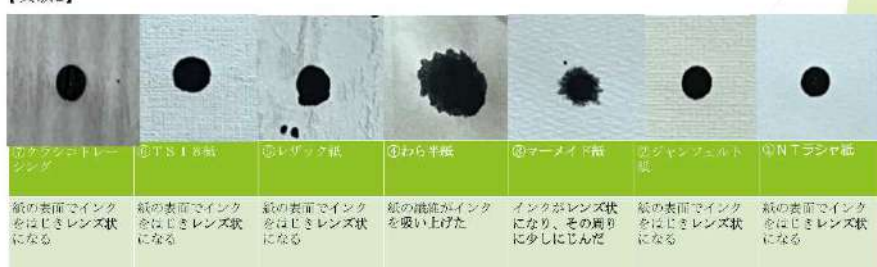 ⑦クラシコトレー
シング
⑥TS18紙
⑤レザック紙
④わら半紙
③マーメイド紙
②ジャンフェルト
紙
①NTラシャ紙
紙の表面でインク
をはじきレンズ状
になる
紙の表面でインク
をはじきレンズ状
になる
紙の表面でインク
をはじきレンズ状
になる
紙の繊維がインク
を吸い上げた
インクがレンズ状
になり、その周り
に少しにじんだ
紙の表面でインク
をはじきレンズ状
になる
紙の表面でインク
をはじきレンズ状
になる